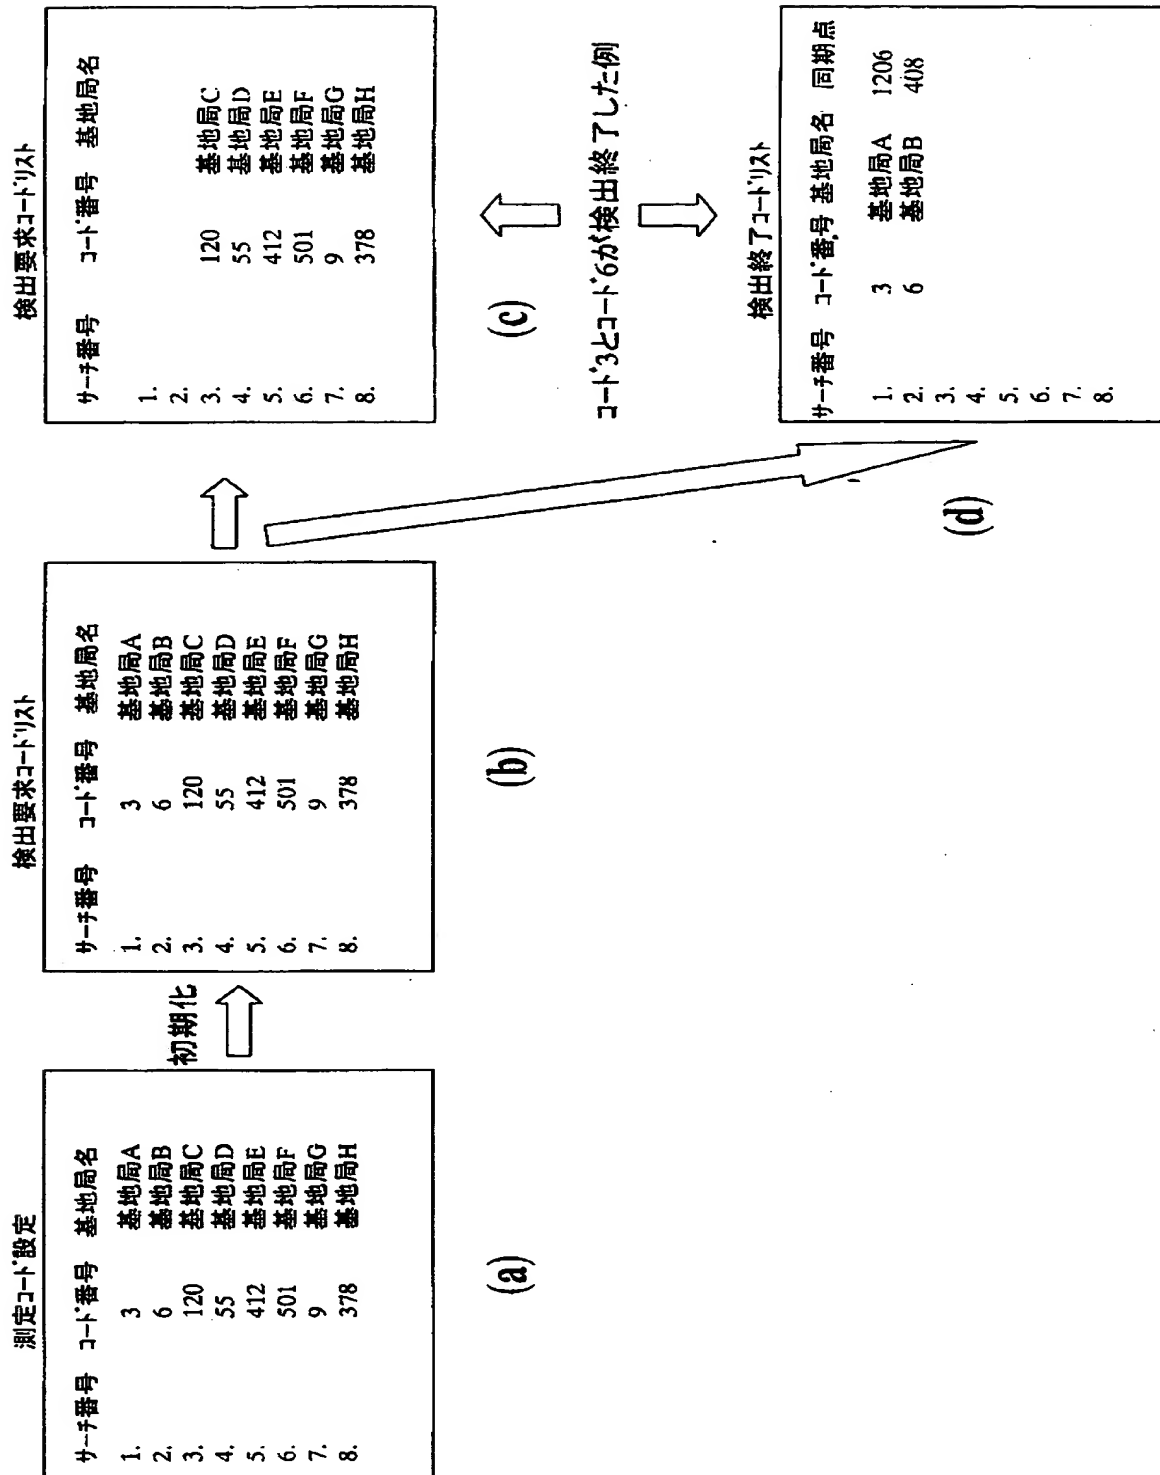 測定コード設定
サーチ番号 コード番号 基地局名
1. 3 基地局A
2. 6 基地局B
3. 120 基地局C
4. 55 基地局D
5. 412 基地局E
6. 501 基地局F
7. 9 基地局G
8. 378 基地局H
(a)
初期化
検出要求コードリスト
サーチ番号 コード番号 基地局名
1. 3 基地局A
2. 6 基地局B
3. 120 基地局C
4. 55 基地局D
5. 412 基地局E
6. 501 基地局F
7. 9 基地局G
8. 378 基地局H
(b)
検出要求コードリスト
サーチ番号 コード番号 基地局名
1.
2.
3. 120 基地局C
4. 55 基地局D
5. 412 基地局E
6. 501 基地局F
7. 9 基地局G
8. 378 基地局H
(c)
コード3とコード6が検出終了した例
検出終了コードリスト
サーチ番号 コード番号 基地局名 同期点
1. 3 基地局A 1206
2. 6 基地局B 408
3.
4.
5.
6.
7.
8.
(d)